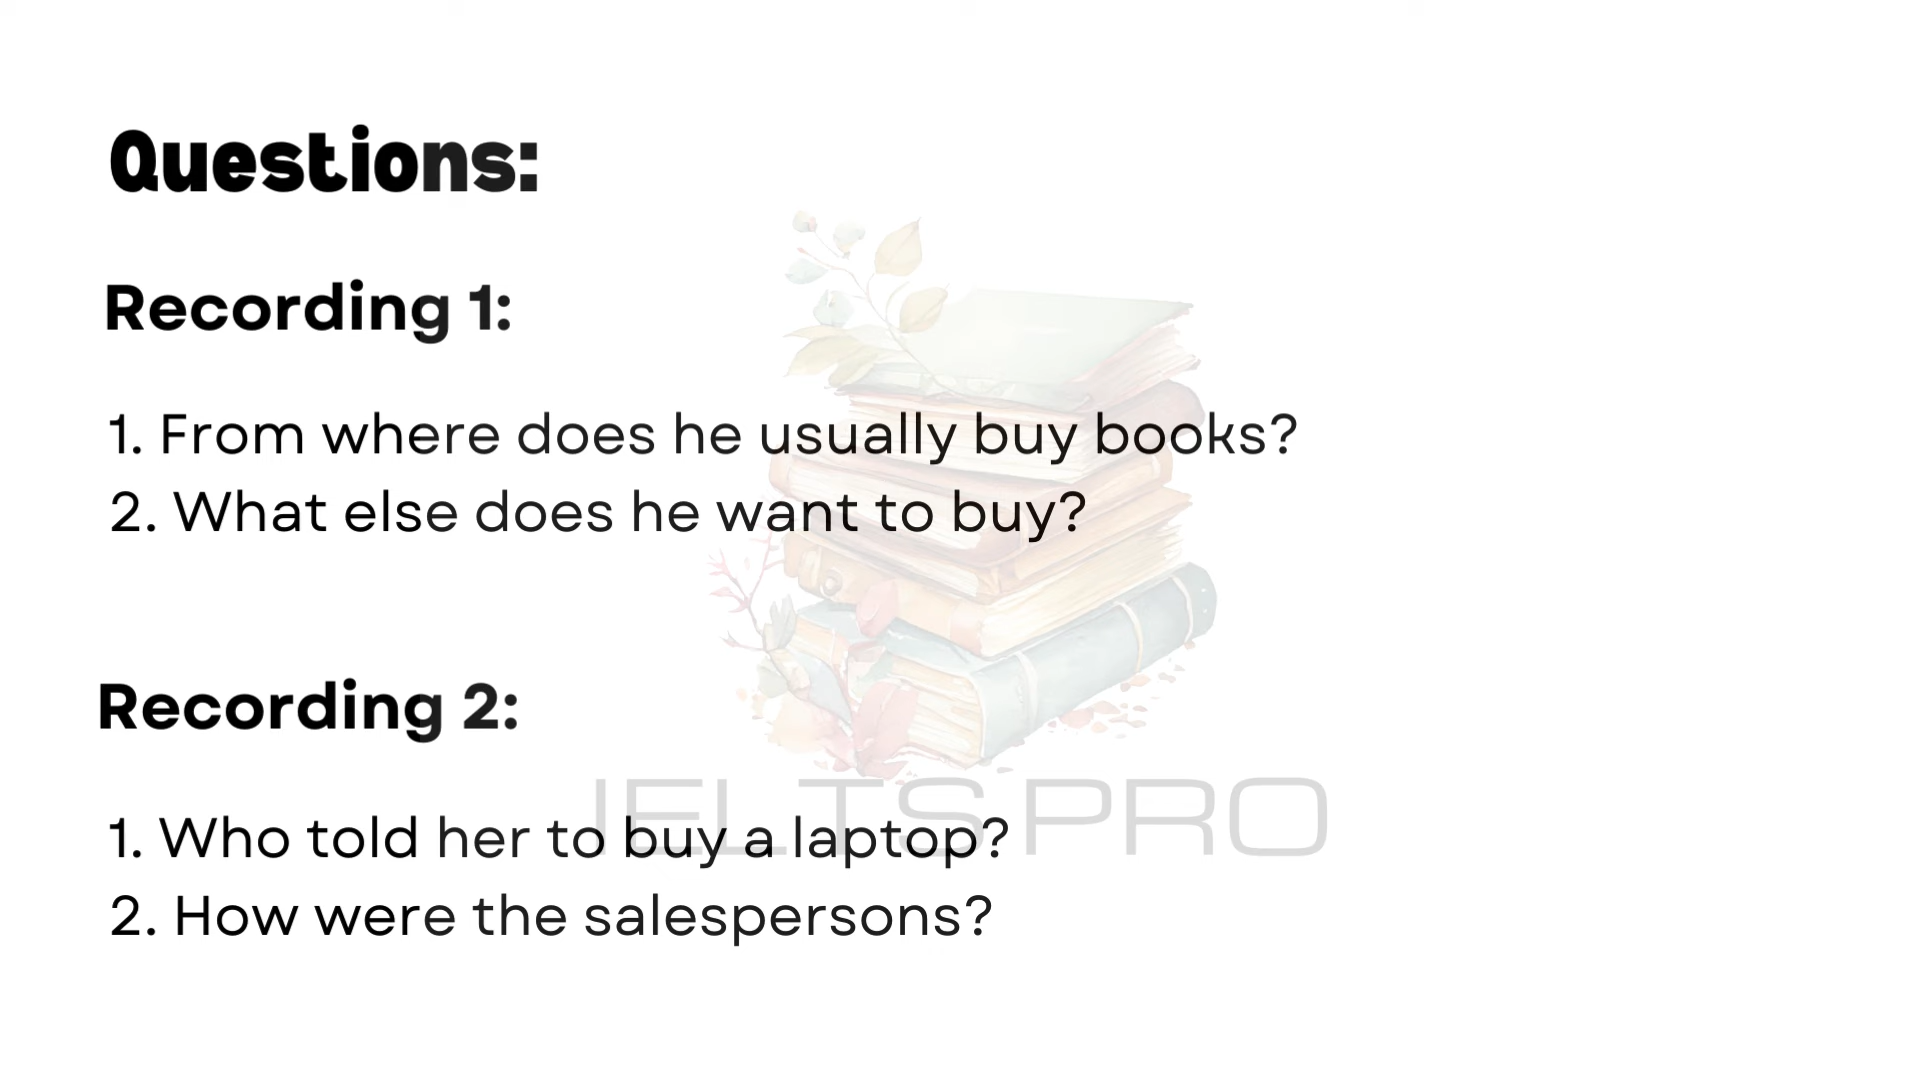 Questions:
Recording 1:
1. From where does he usually buy books?
2. What else does he want to buy?
Recording 2:
IELTS PRO
1. Who told her to buy a laptop?
2. How were the salespersons?